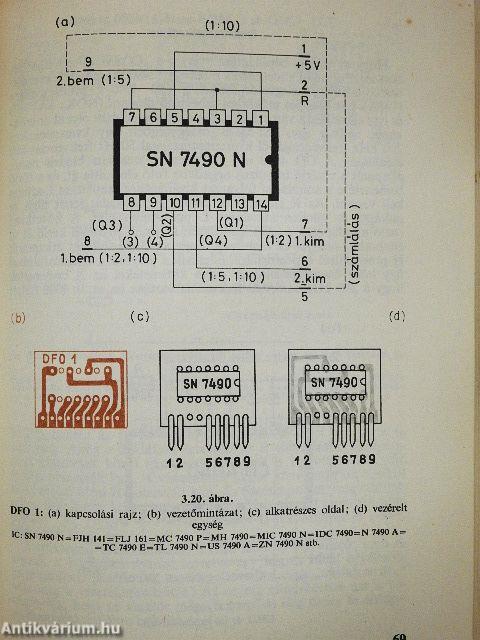 (a)
(1:10)
9
2.bem (1:5)
1
+5V
2
R
7 6 5 4 3 2 1
SN 7490 N
8 9 10 11 12 13 14
(Q3)
(3) (4)
(Q2)
(Q1)
(Q4)
8
1.bem (1:2,1:10)
7
(1:2) 1.kim
6
(1:5,1:10) 2.kim
5
(számlálás)
(b) (c) (d)
DFO 1
SN 7490
SN 7490
12 56789
12 56789
3.20. ábra.
DFO 1: (a) kapcsolási rajz; (b) vezetőmintázat; (c) alkatrészes oldal; (d) vezérelt
egység
IC: SN 7490 N=FJH 141=FLJ 161=MC 7490 P=MH 7490=MIC 7490 N=IDC 7490=N 7490 A=
=TC 7490 E=TL 7490 N=US 7490 A=ZN 7490 N stb.
69
Antikvárium.hu